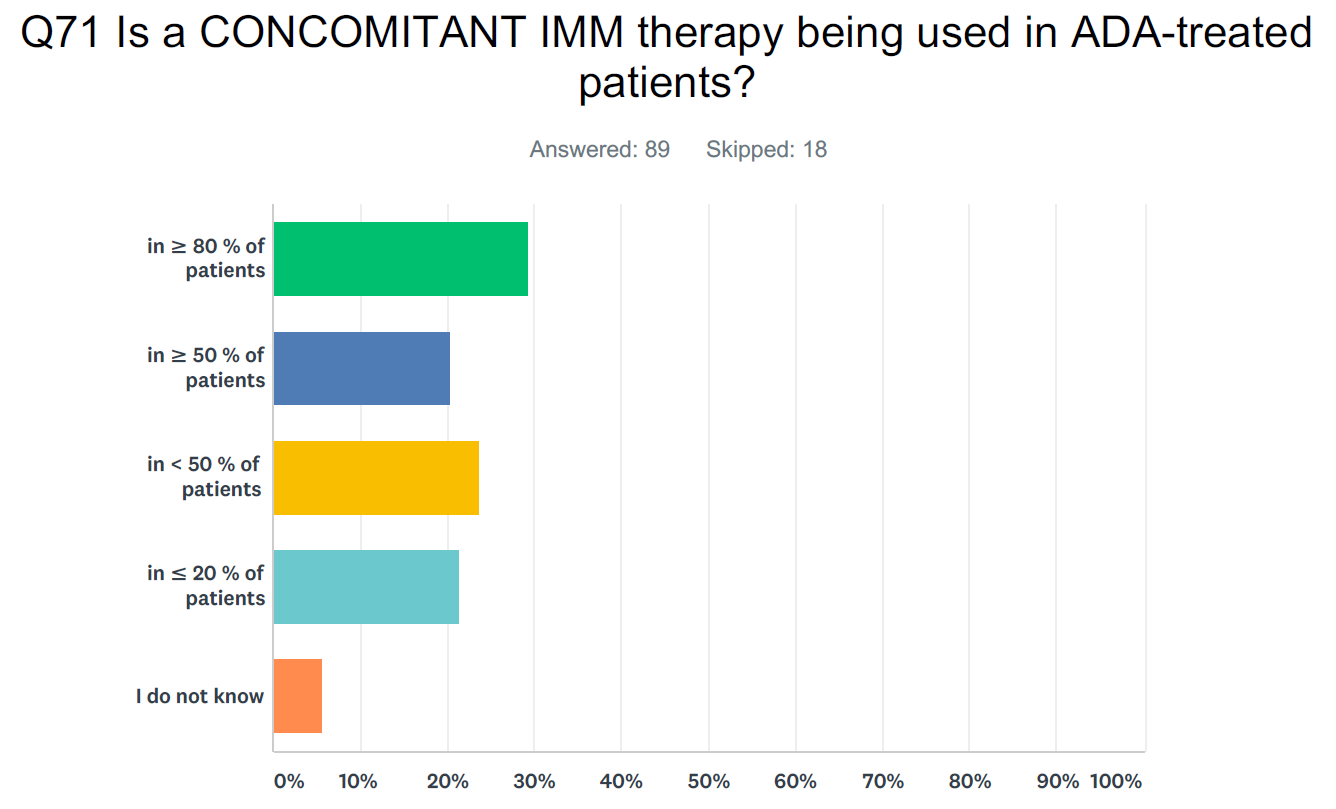 Q71 Is a CONCOMITANT IMM therapy being used in ADA-treated
patients?
Answered: 89 Skipped: 18
in ≥ 80 % of
patients
in ≥ 50 % of
patients
in < 50 % of
patients
in ≤ 20 % of
patients
I do not know
0% 10% 20% 30% 40% 50% 60% 70% 80% 90% 100%